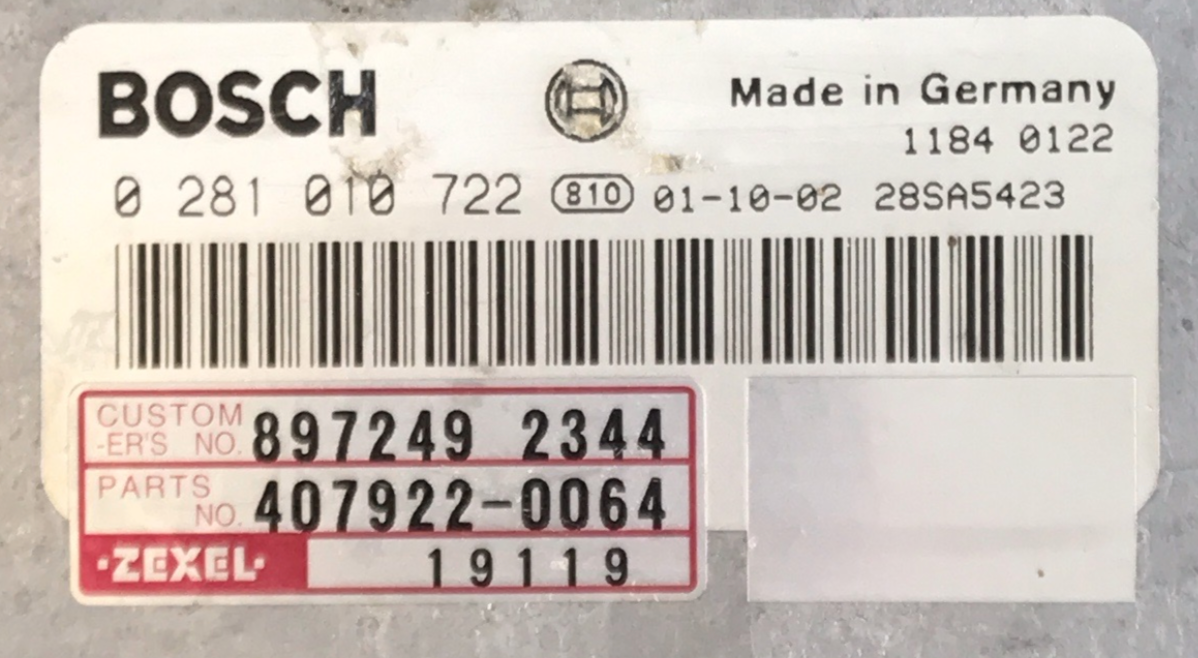 BOSCH
Made in Germany
1184 0122
0 281 010 722 810 01-10-02 28SA5423
CUSTOM
-ER'S NO. 897249 2344
PARTS
NO. 407922-0064
·ZEXEL· 19119